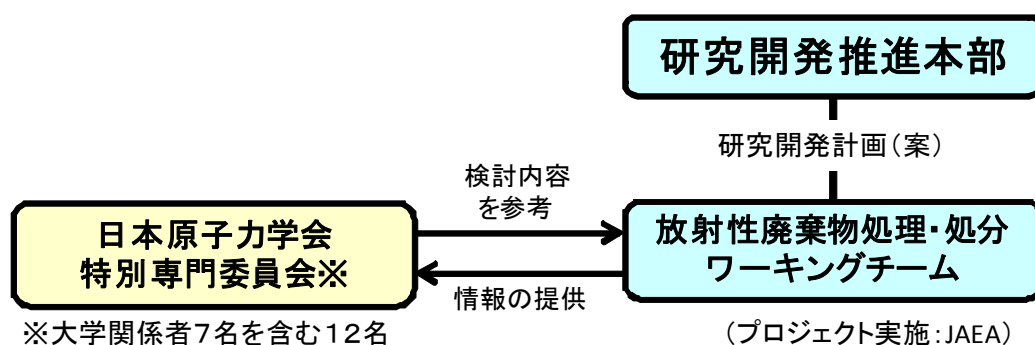 研究開発推進本部
研究開発計画(案)
検討内容
を参考
日本原子力学会
特別専門委員会※
放射性廃棄物処理・処分
ワーキングチーム
情報の提供
※大学関係者7名を含む12名
(プロジェクト実施:JAEA)